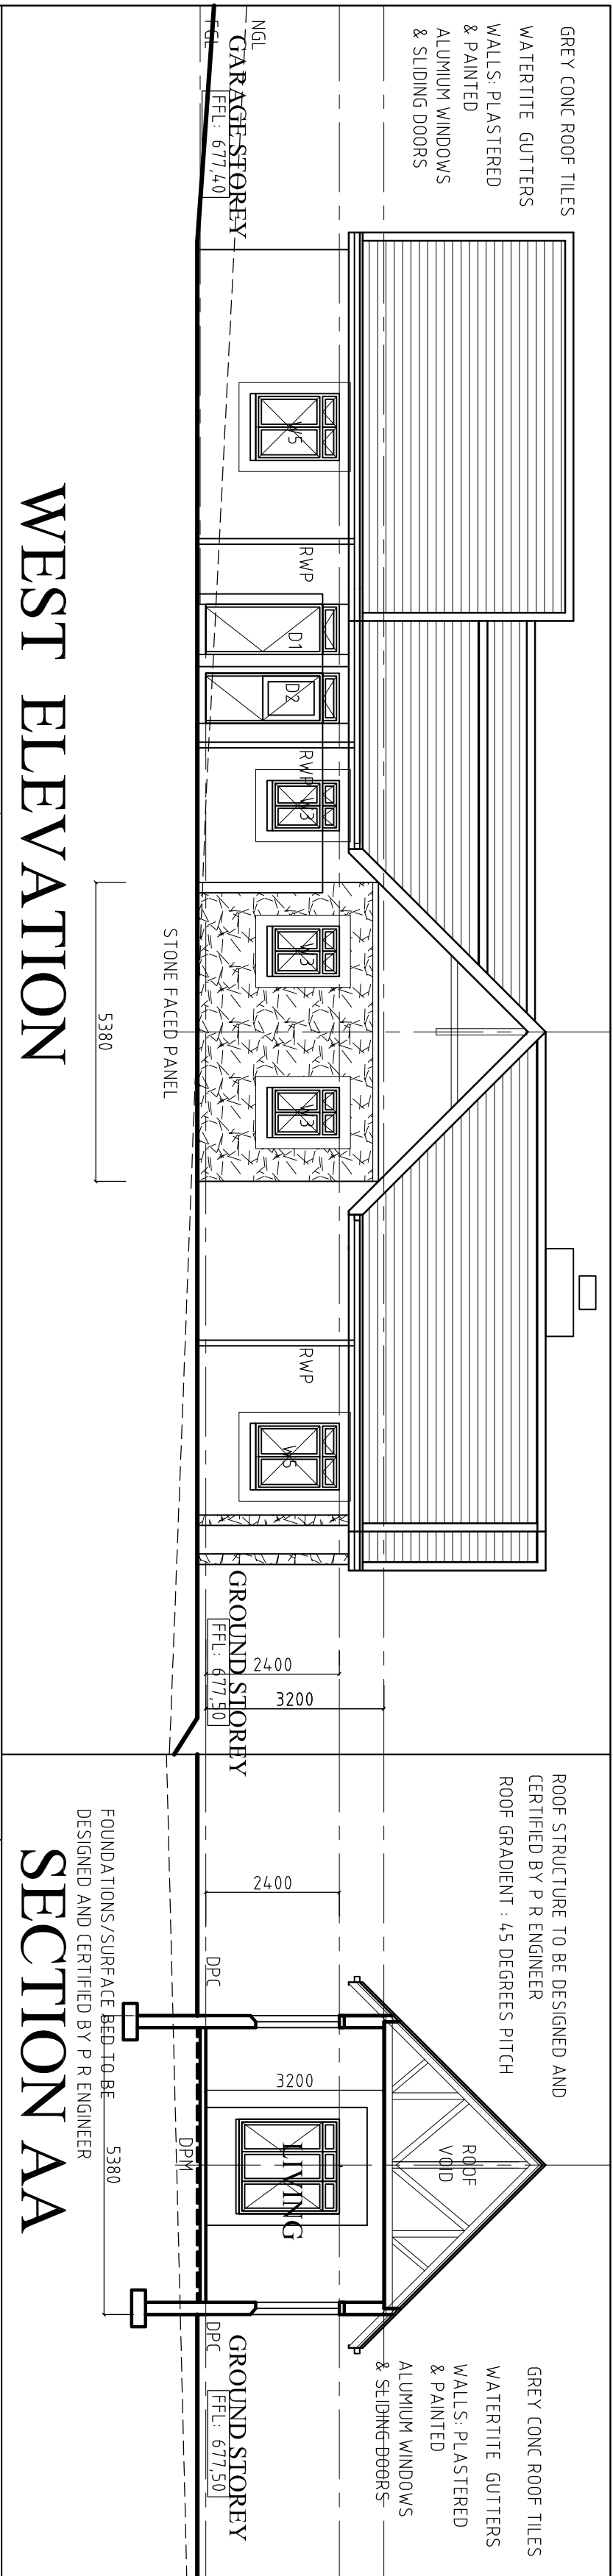 GREY CONC ROOF TILES
WATERTITE GUTTERS
WALLS: PLASTERED
& PAINTED
ALUMIUM WINDOWS
& SLIDING DOORS
NGL
FGL
GARAGE STOREY
FFL: 677,40
W5
RWP
D1
D2
RWP
W3
W3
W3
RWP
W5
STONE FACED PANEL
5380
GROUND STOREY
FFL: 677,50
2400
3200
WEST ELEVATION
ROOF STRUCTURE TO BE DESIGNED AND
CERTIFIED BY P R ENGINEER
ROOF GRADIENT : 45 DEGREES PITCH
2400
DPC
3200
ROOF
VOID
LIVING
DPM
5380
FOUNDATIONS/SURFACE BED TO BE
DESIGNED AND CERTIFIED BY P R ENGINEER
SECTION AA
GREY CONC ROOF TILES
WATERTITE GUTTERS
WALLS: PLASTERED
& PAINTED
ALUMIUM WINDOWS
& SLIDING DOORS
DPC
GROUND STOREY
FFL: 677,50